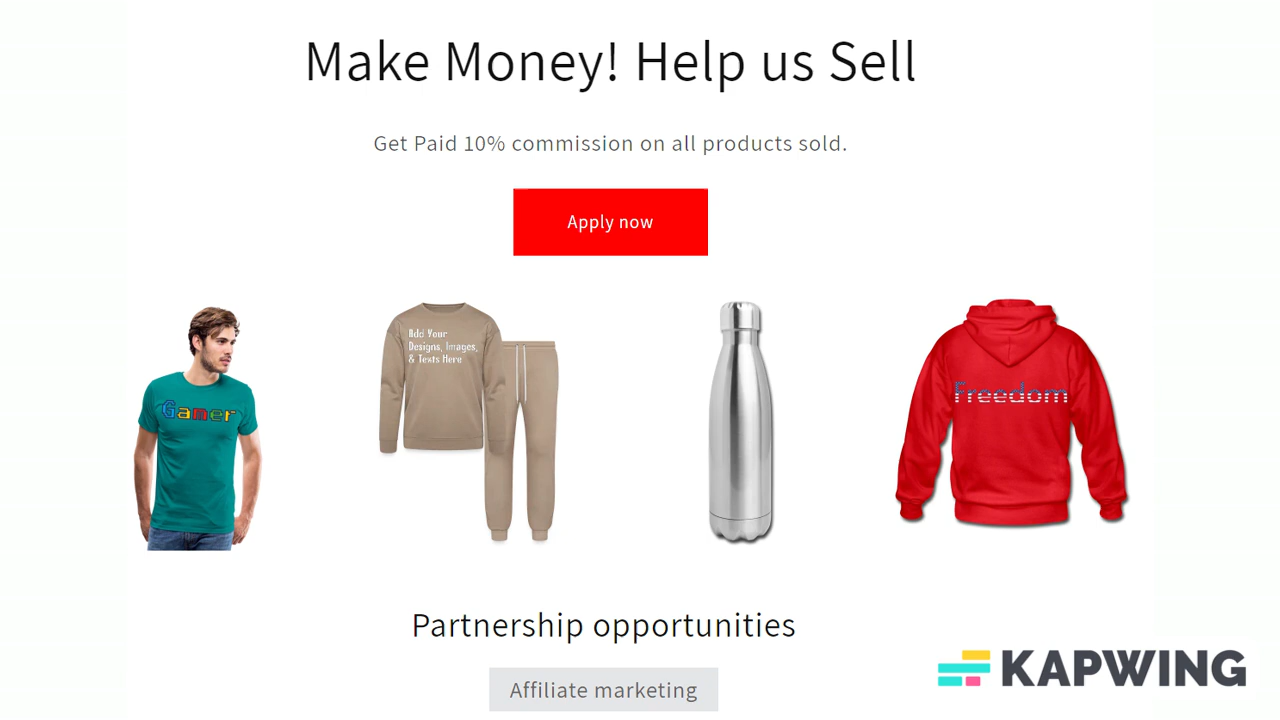 Make Money! Help us Sell
Get Paid 10% commission on all products sold.
Apply now
Gamer
Add Your
Designs, Images,
& Texts Here
Freedom
Partnership opportunities
Affiliate marketing
KAPWING